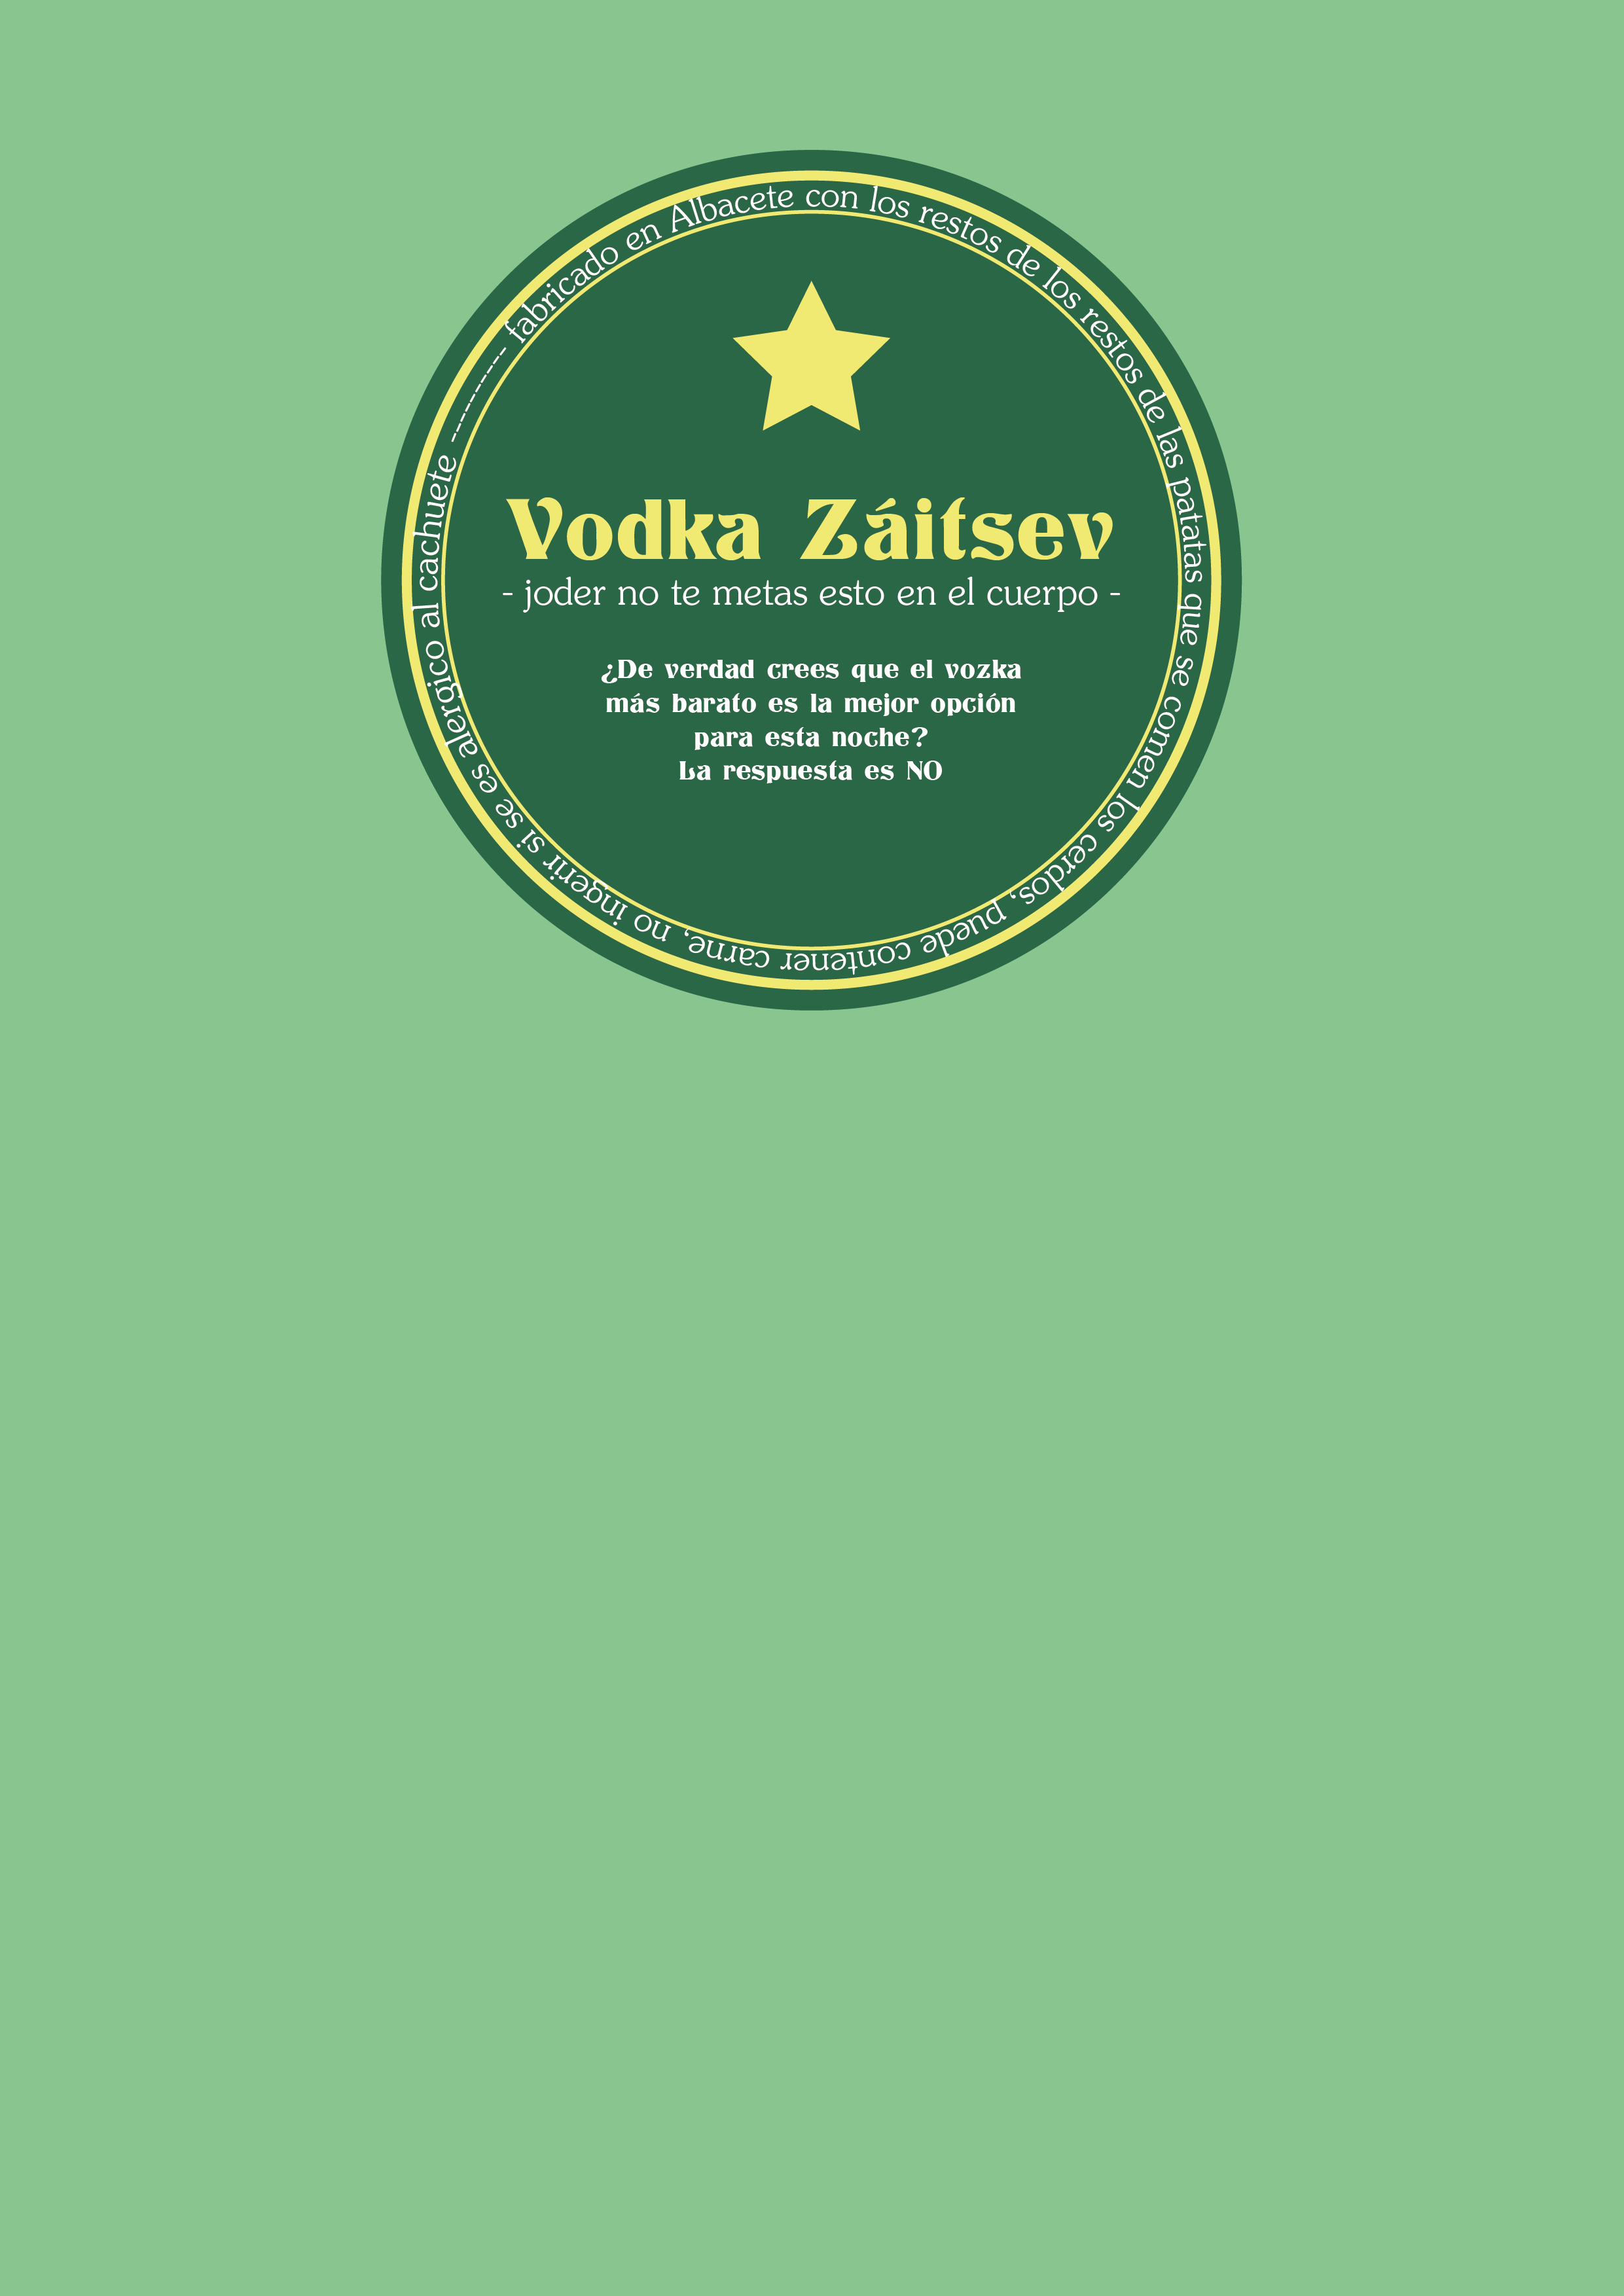 fabricado en Albacete con los restos de los restos de las patatas que se comen los cerdos, puede contener carne, no ingerir si se es alergico al cachuete ----------
Vodka Záitsev
- joder no te metas esto en el cuerpo -
¿De verdad crees que el vozka
más barato es la mejor opción
para esta noche?
La respuesta es NO